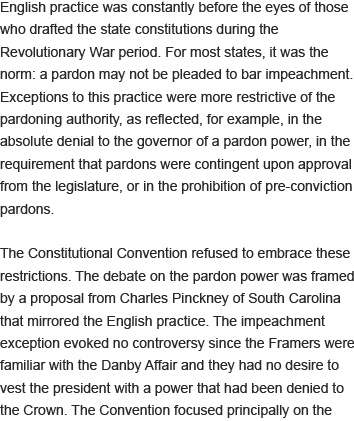 English practice was constantly before the eyes of those
who drafted the state constitutions during the
Revolutionary War period. For most states, it was the
norm: a pardon may not be pleaded to bar impeachment.
Exceptions to this practice were more restrictive of the
pardoning authority, as reflected, for example, in the
absolute denial to the governor of a pardon power, in the
requirement that pardons were contingent upon approval
from the legislature, or in the prohibition of pre-conviction
pardons.
The Constitutional Convention refused to embrace these
restrictions. The debate on the pardon power was framed
by a proposal from Charles Pinckney of South Carolina
that mirrored the English practice. The impeachment
exception evoked no controversy since the Framers were
familiar with the Danby Affair and they had no desire to
vest the president with a power that had been denied to
the Crown. The Convention focused principally on the